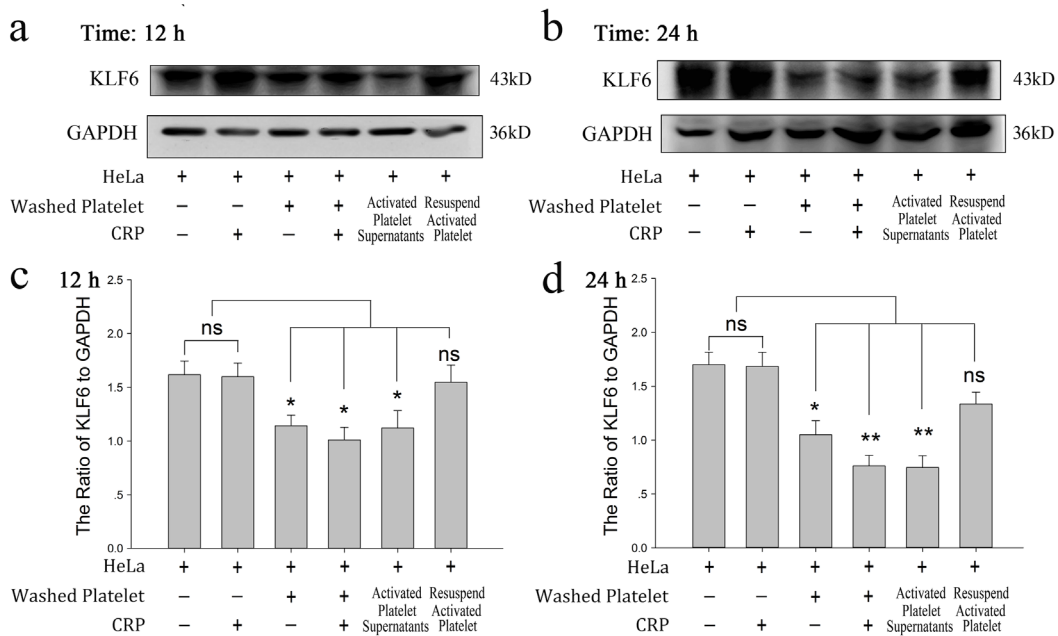 a Time: 12 h
KLF6 43kD
GAPDH 36kD
HeLa + + + + + +
Washed Platelet − − + + Activated Platelet Supernatants Resuspend Activated Platelet
CRP − + − +
b Time: 24 h
KLF6 43kD
GAPDH 36kD
HeLa + + + + + +
Washed Platelet − − + + Activated Platelet Supernatants Resuspend Activated Platelet
CRP − + − +
c 12 h
The Ratio of KLF6 to GAPDH
2.5
2.0
1.5
1.0
.5
0.0
ns * * * ns
HeLa + + + + + +
Washed Platelet − − + + Activated Platelet Supernatants Resuspend Activated Platelet
CRP − + − +
d 24 h
The Ratio of KLF6 to GAPDH
2.5
2.0
1.5
1.0
.5
0.0
ns * ** ** ns
HeLa + + + + + +
Washed Platelet − − + + Activated Platelet Supernatants Resuspend Activated Platelet
CRP − + − +